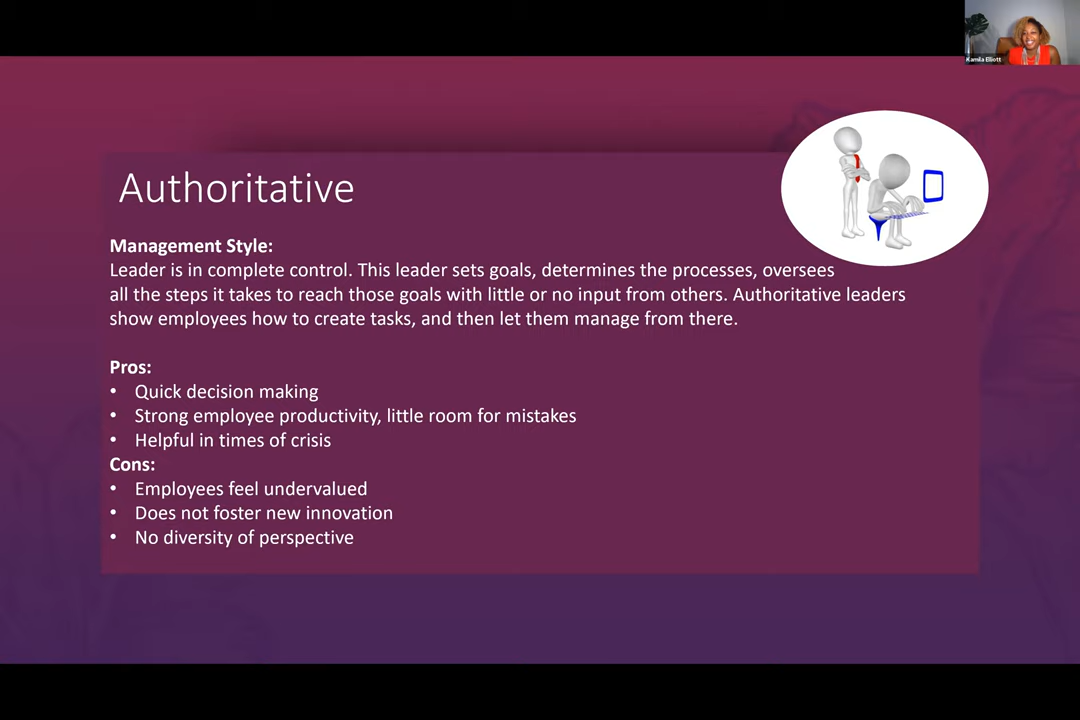 Kamila Elliott
Authoritative
Management Style:
Leader is in complete control. This leader sets goals, determines the processes, oversees
all the steps it takes to reach those goals with little or no input from others. Authoritative leaders
show employees how to create tasks, and then let them manage from there.
Pros:
• Quick decision making
• Strong employee productivity, little room for mistakes
• Helpful in times of crisis
Cons:
• Employees feel undervalued
• Does not foster new innovation
• No diversity of perspective